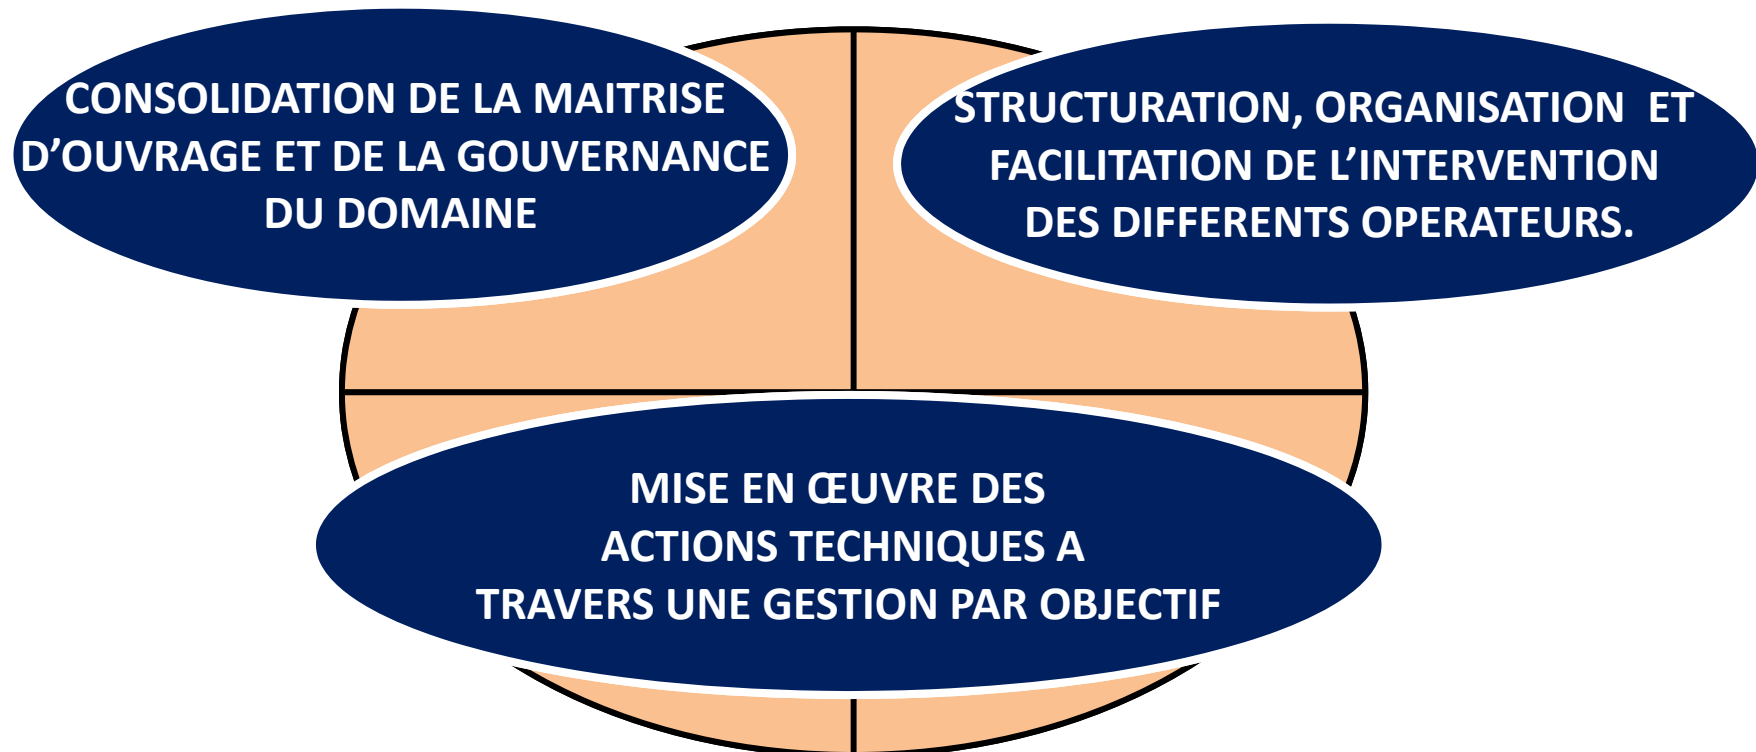 CONSOLIDATION DE LA MAITRISE
D’OUVRAGE ET DE LA GOUVERNANCE
DU DOMAINE
STRUCTURATION, ORGANISATION  ET
FACILITATION DE L’INTERVENTION
DES DIFFERENTS OPERATEURS.
MISE EN ŒUVRE DES
ACTIONS TECHNIQUES A
TRAVERS UNE GESTION PAR OBJECTIF